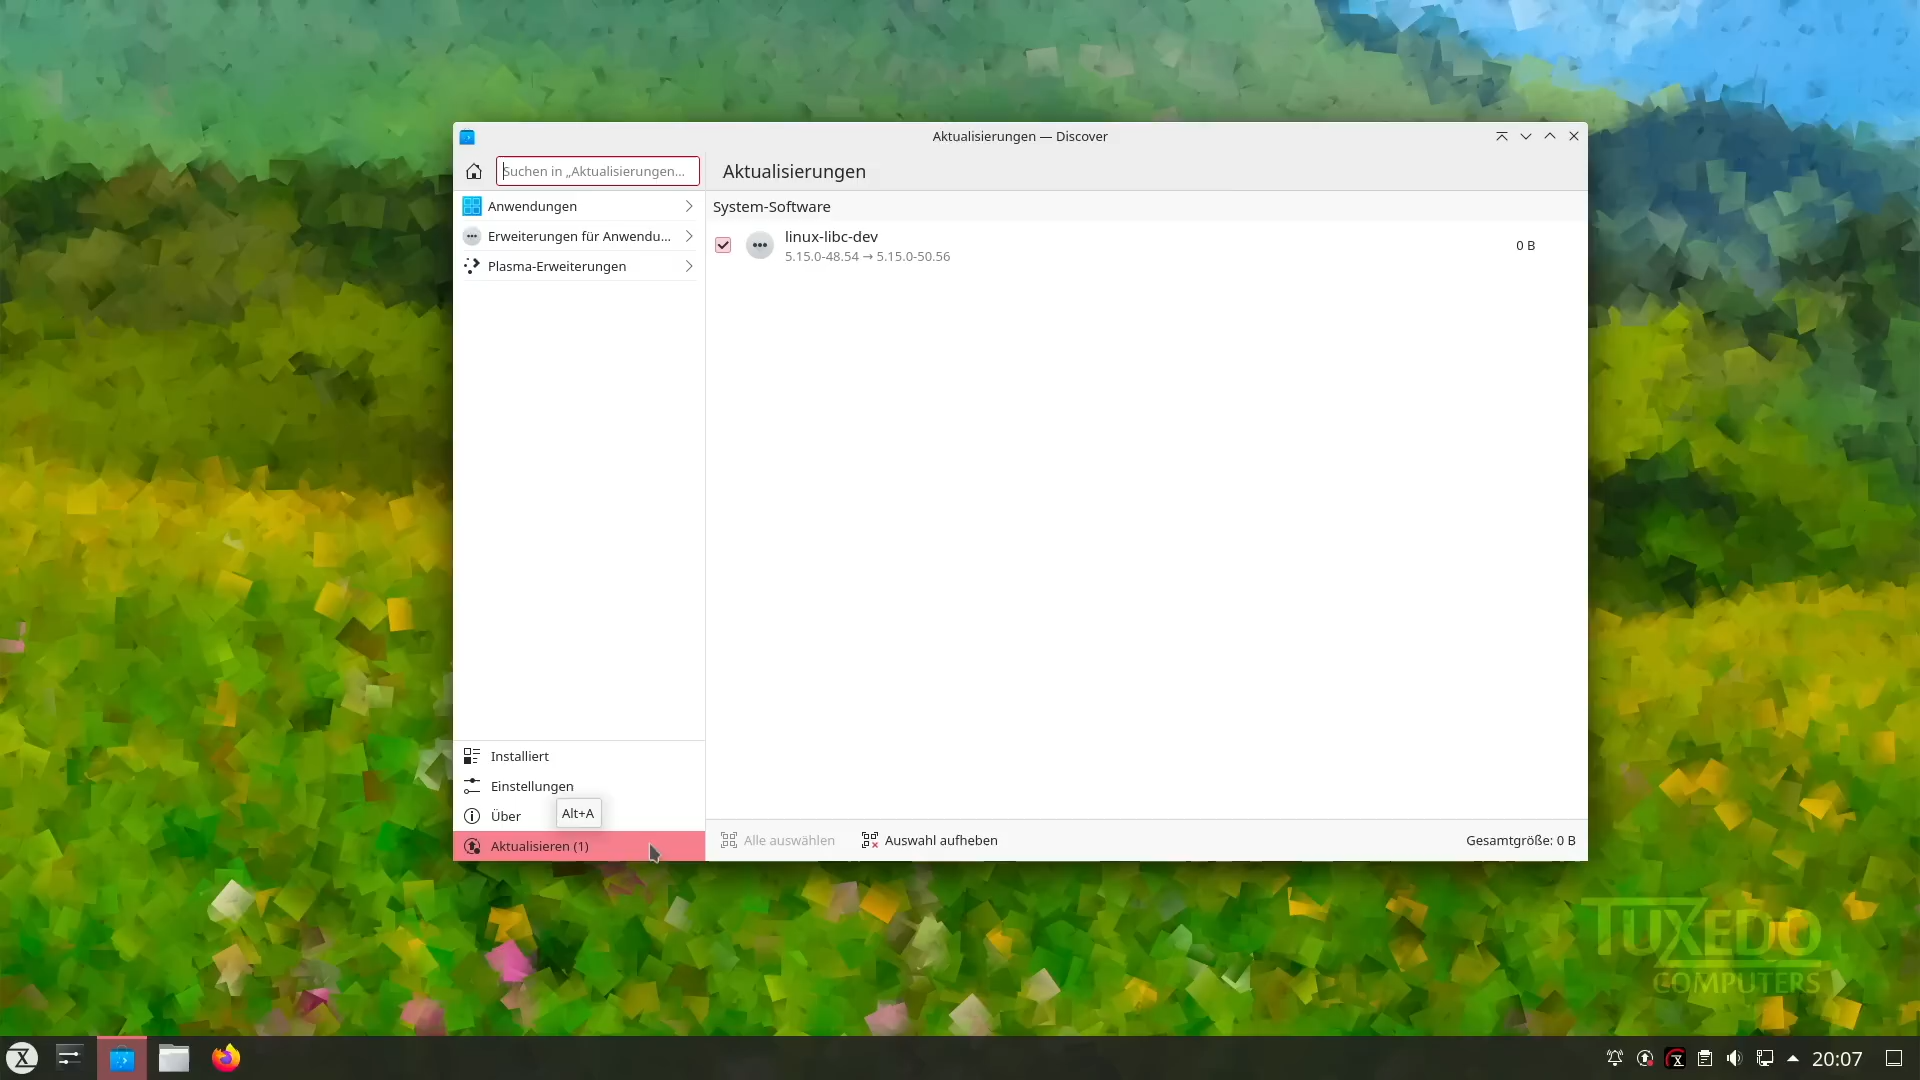 Aktualisierungen — Discover
Suchen in „Aktualisierungen...
Aktualisierungen
Anwendungen
Erweiterungen für Anwendu...
Plasma-Erweiterungen
System-Software
linux-libc-dev
5.15.0-48.54 → 5.15.0-50.56
0 B
Installiert
Einstellungen
Über
Alt+A
Aktualisieren (1)
Alle auswählen
Auswahl aufheben
Gesamtgröße: 0 B
TUXEDO
COMPUTERS
20:07